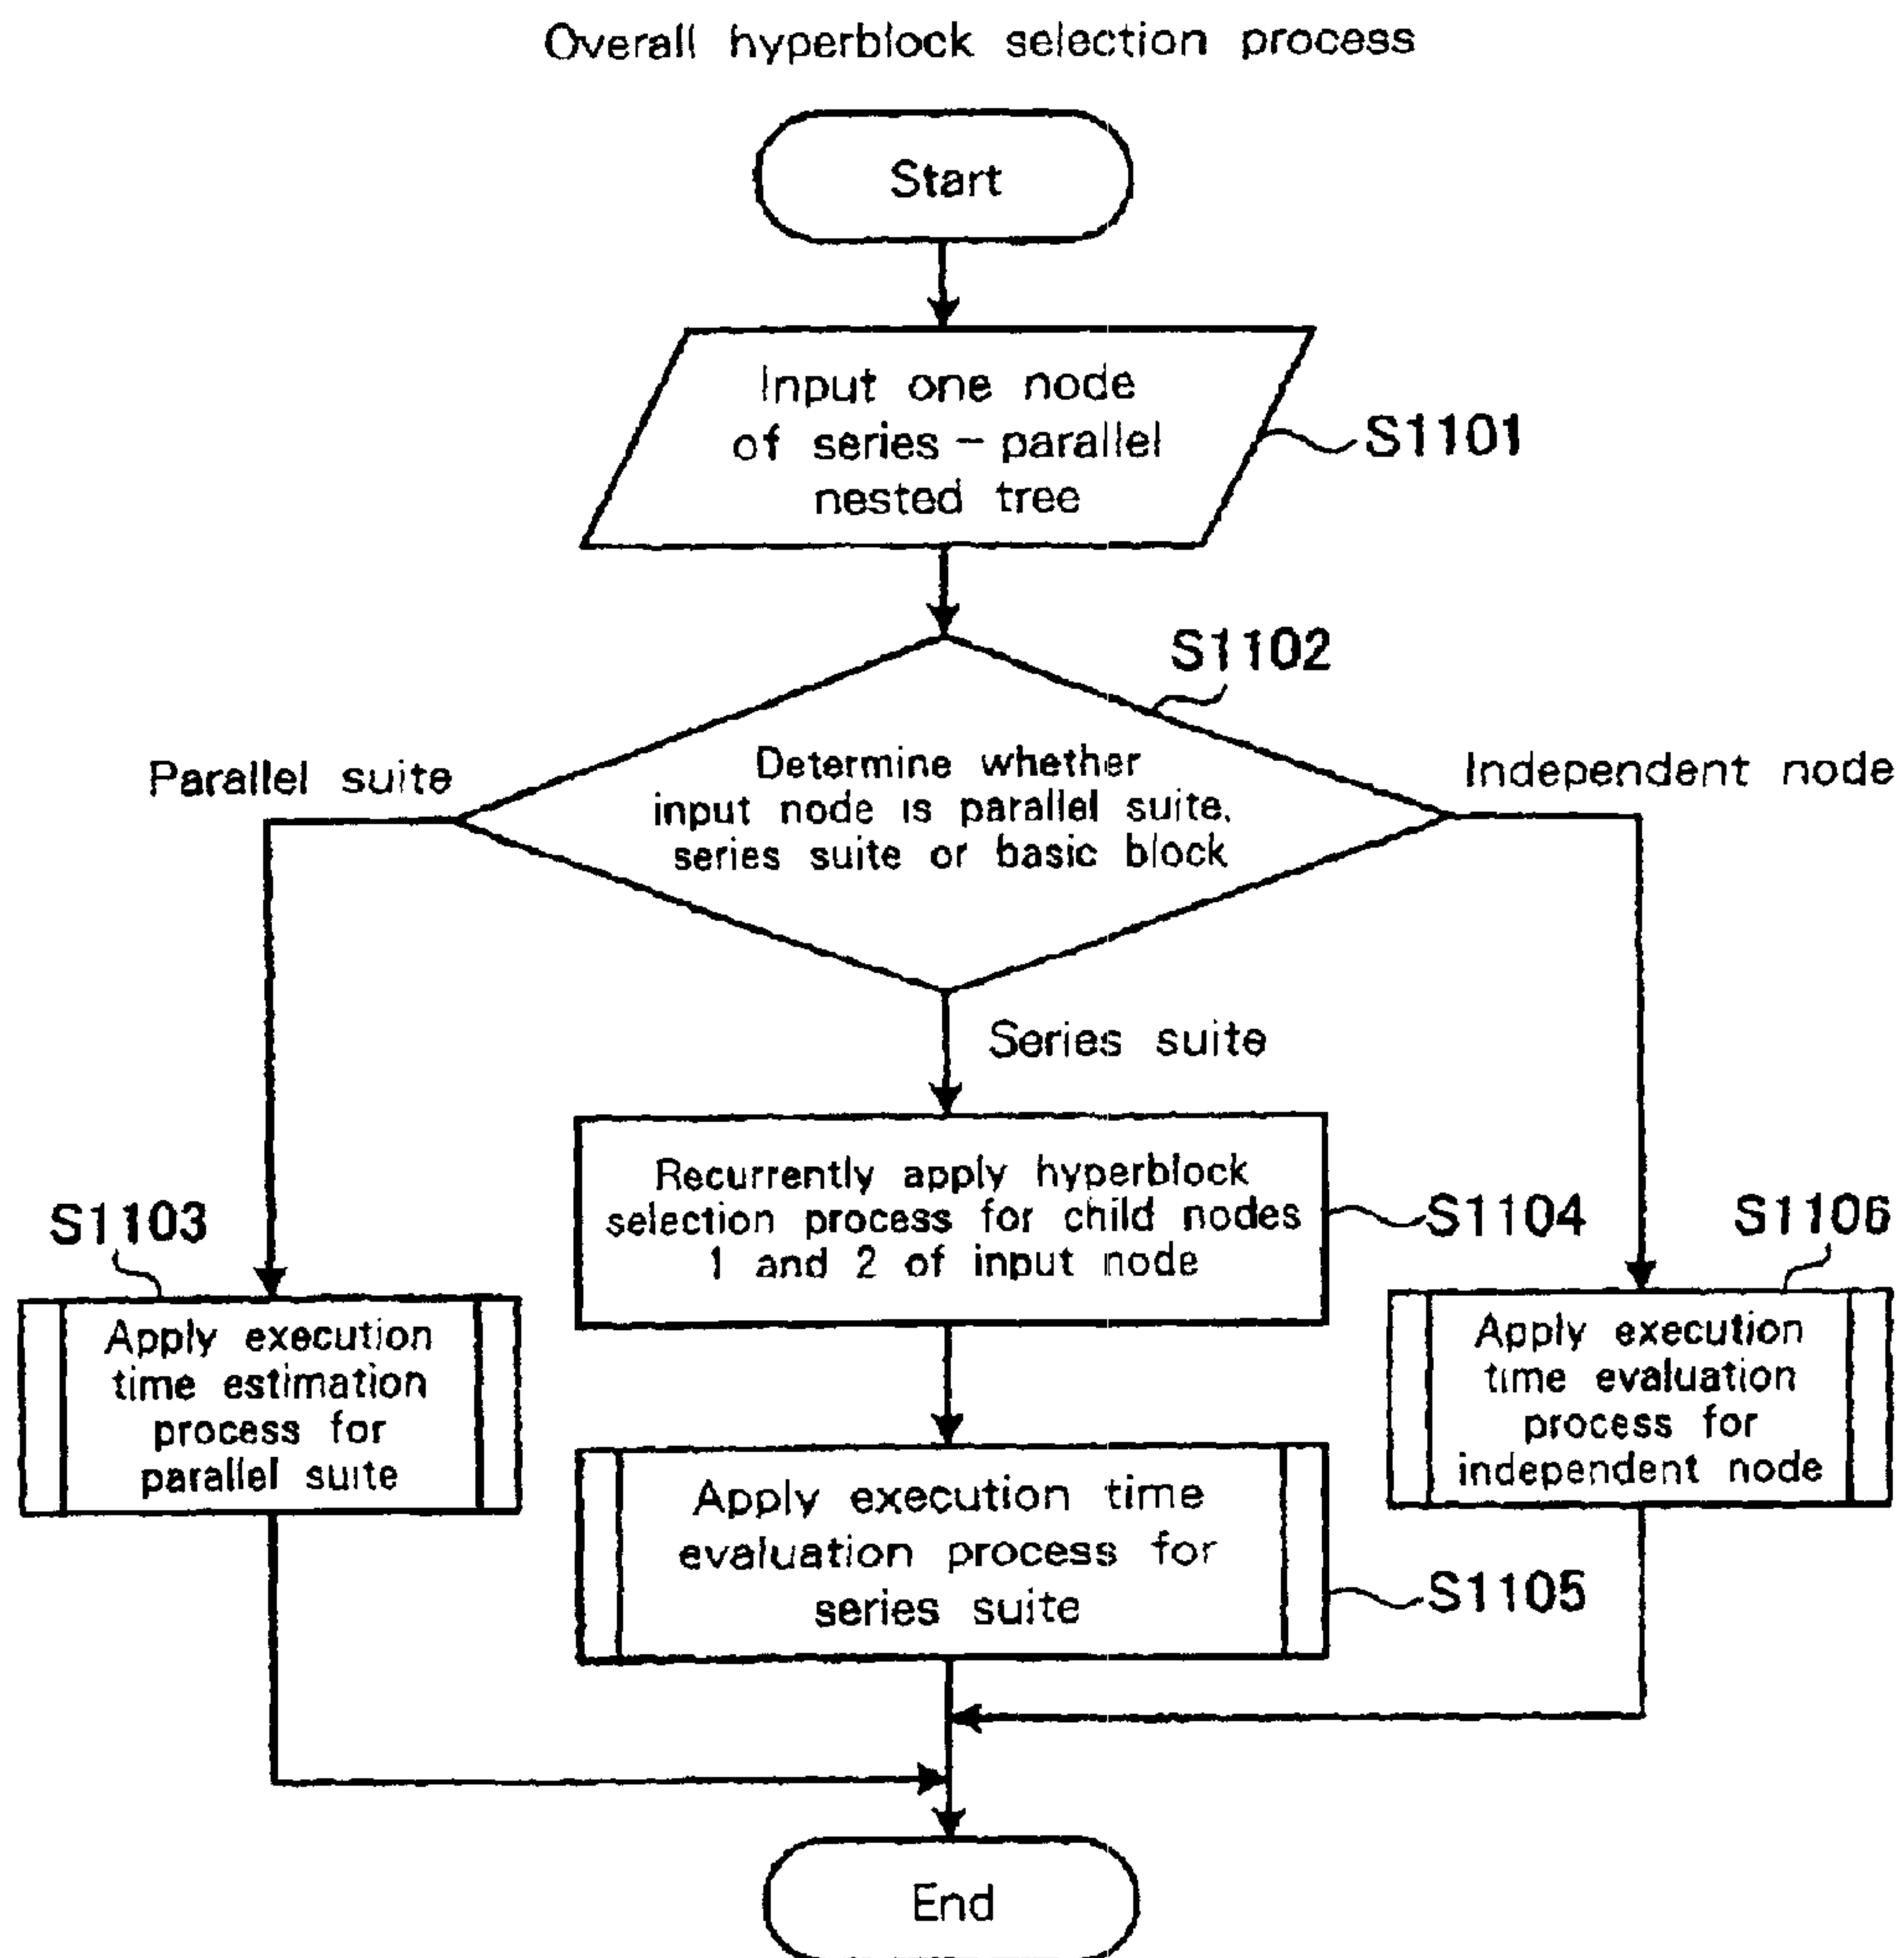 Overall hyperblock selection process
Start
Input one node
of series – parallel
nested tree
S1101
S1102
Parallel suite
Determine whether
input node is parallel suite,
series suite or basic block
Independent node
Series suite
S1103
Apply execution
time estimation
process for
parallel suite
Recurrently apply hyperblock
selection process for child nodes
1 and 2 of input node
S1104
S1106
Apply execution
time evaluation
process for
independent node
Apply execution time
evaluation process for
series suite
S1105
End